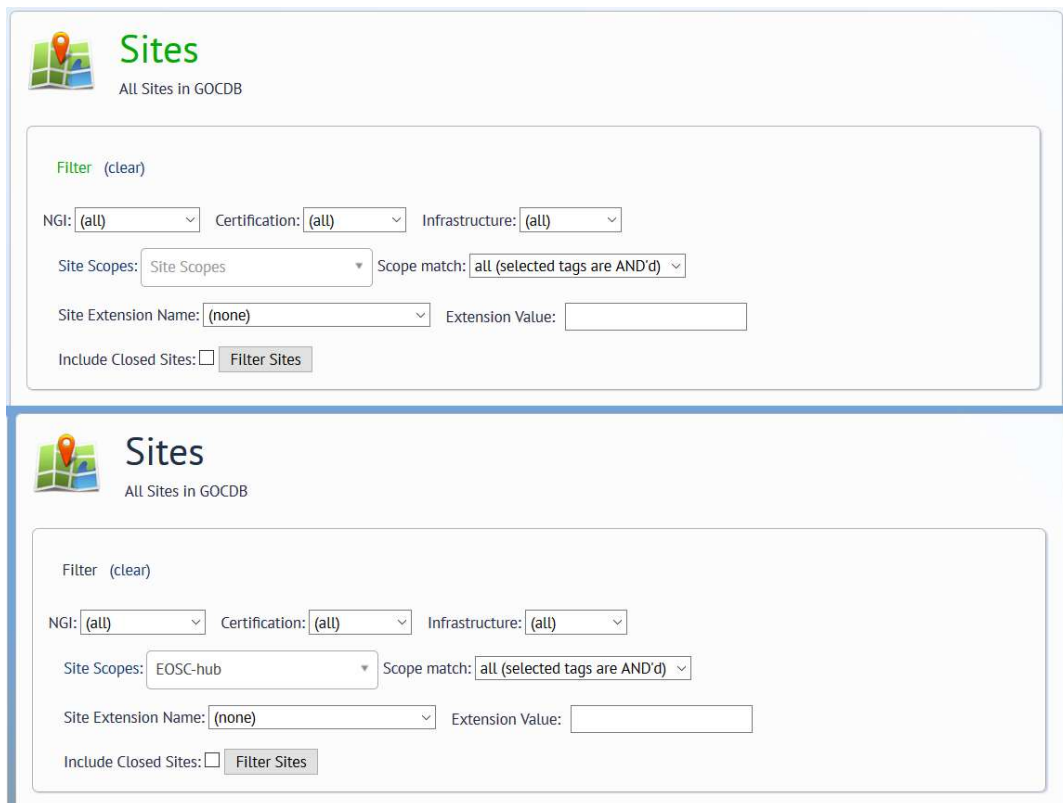 Sites
All Sites in GOCDB
Filter (clear)
NGI: (all) Certification: (all) Infrastructure: (all)
Site Scopes: Site Scopes Scope match: all (selected tags are AND'd)
Site Extension Name: (none) Extension Value:
Include Closed Sites: Filter Sites
Sites
All Sites in GOCDB
Filter (clear)
NGI: (all) Certification: (all) Infrastructure: (all)
Site Scopes: EOSC-hub Scope match: all (selected tags are AND'd)
Site Extension Name: (none) Extension Value:
Include Closed Sites: Filter Sites